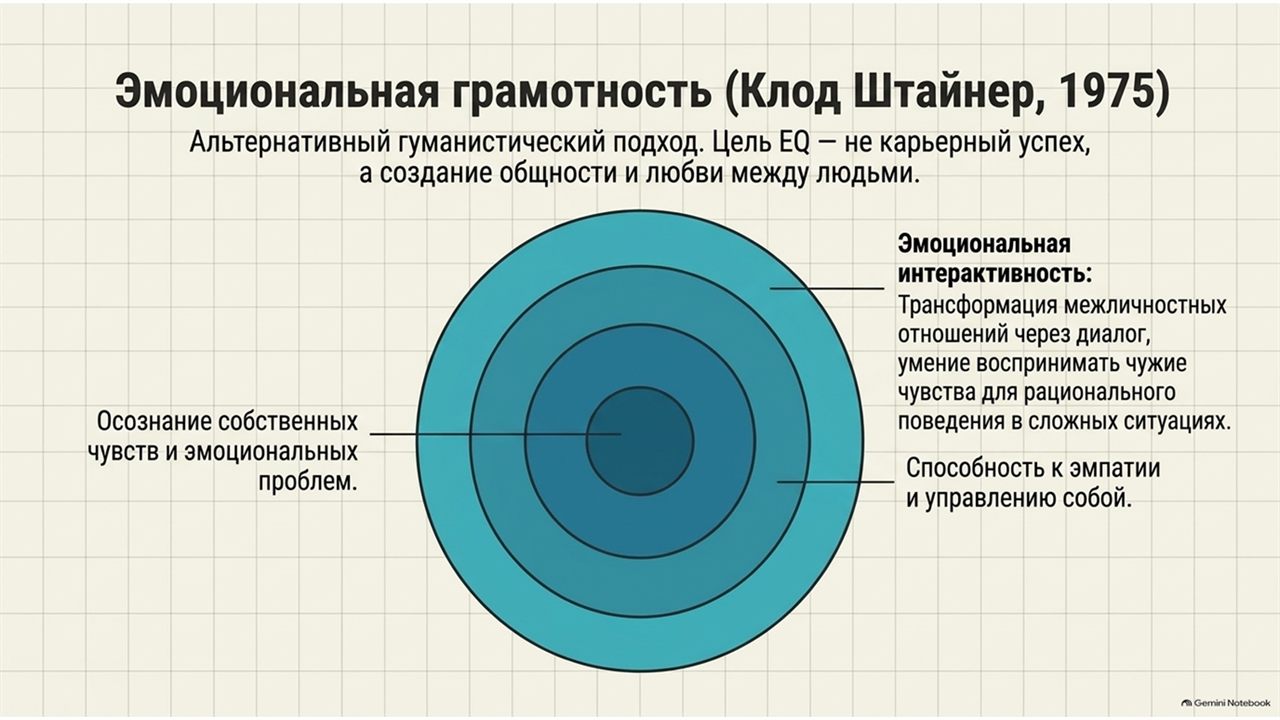 Эмоциональная грамотность (Клод Штайнер, 1975)
Альтернативный гуманистический подход. Цель EQ — не карьерный успех,
а создание общности и любви между людьми.
Осознание собственных
чувств и эмоциональных
проблем.
Эмоциональная
интерактивность:
Трансформация межличностных
отношений через диалог,
умение воспринимать чужие
чувства для рационального
поведения в сложных ситуациях.
Способность к эмпатии
и управлению собой.
Gemini Notebook